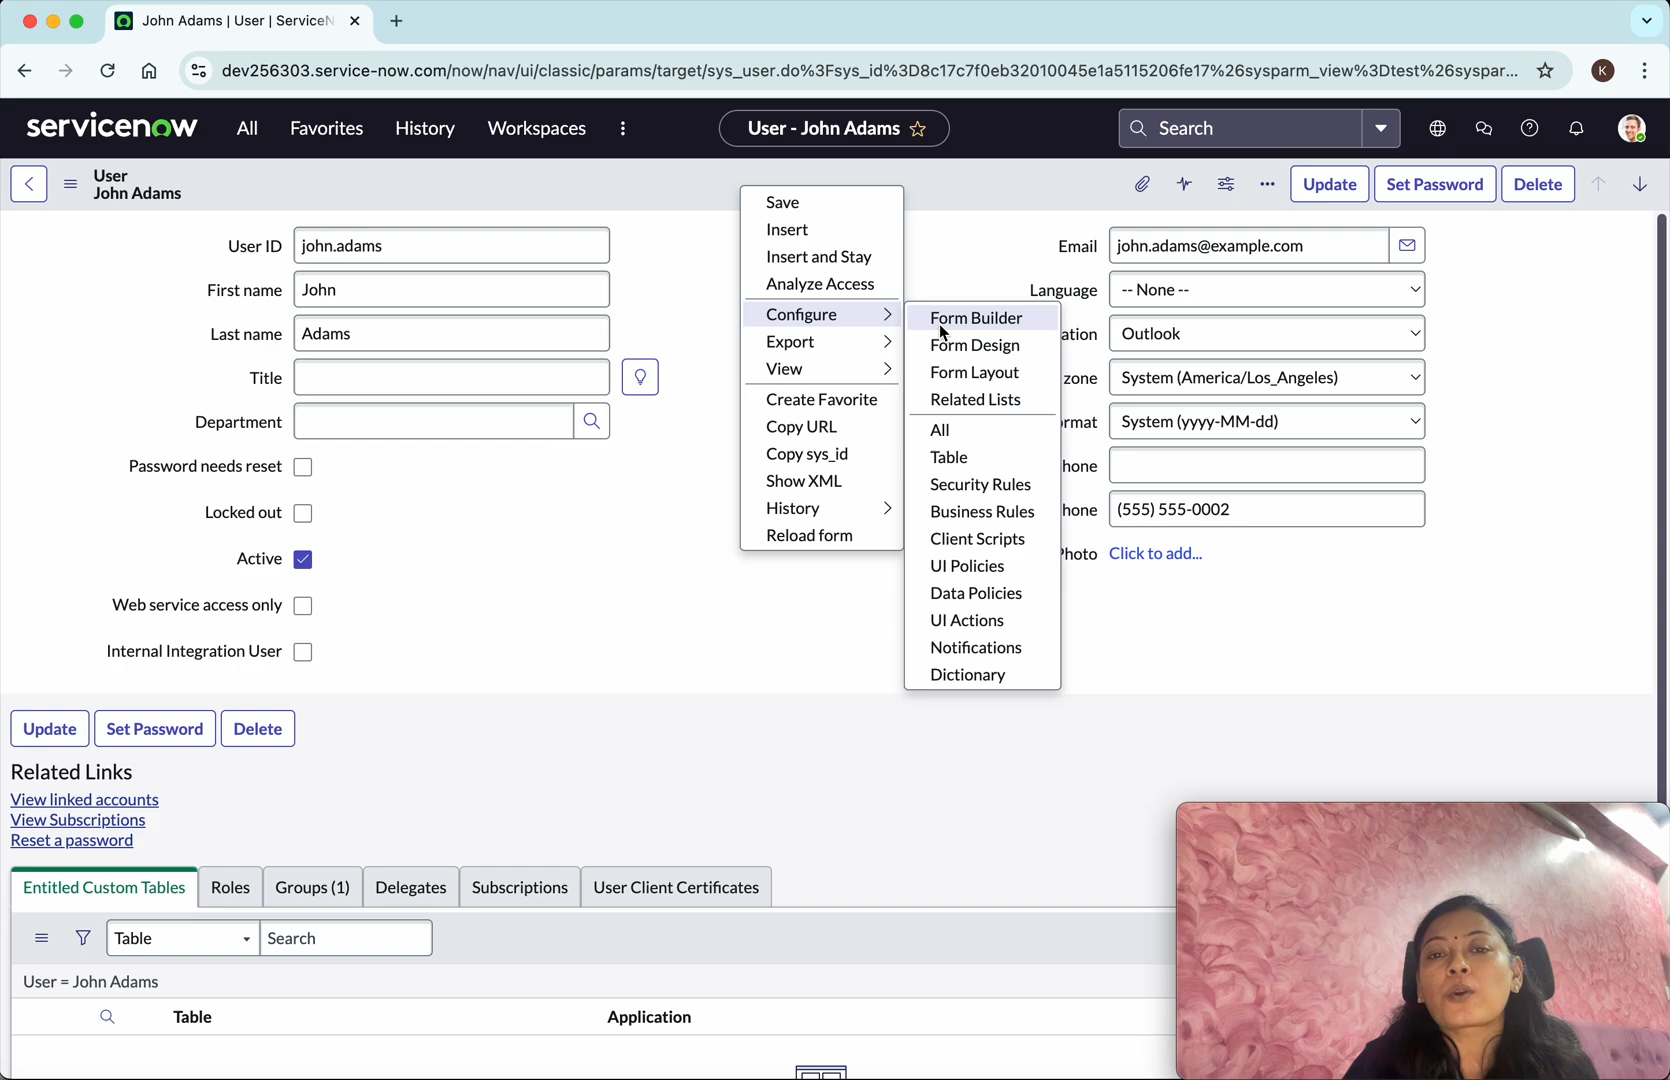 John Adams | User | ServiceN
dev256303.service-now.com/now/nav/ui/classic/params/target/sys_user.do%3Fsys_id%3D8c17c7f0eb32010045e1a5115206fe17%26sysparm_view%3Dtest%26syspar...
K
servicenow
All
Favorites
History
Workspaces
User - John Adams
Search
User
John Adams
Update
Set Password
Delete
User ID
john.adams
First name
John
Last name
Adams
Title
Department
Password needs reset
Locked out
Active
Web service access only
Internal Integration User
Save
Insert
Insert and Stay
Analyze Access
Configure
Export
View
Create Favorite
Copy URL
Copy sys_id
Show XML
History
Reload form
Form Builder
Form Design
Form Layout
Related Lists
All
Table
Security Rules
Business Rules
Client Scripts
UI Policies
Data Policies
UI Actions
Notifications
Dictionary
Email
john.adams@example.com
Language
-- None --
ation
Outlook
zone
System (America/Los_Angeles)
rmat
System (yyyy-MM-dd)
hone
hone
(555) 555-0002
Photo
Click to add...
Update
Set Password
Delete
Related Links
View linked accounts
View Subscriptions
Reset a password
Entitled Custom Tables
Roles
Groups (1)
Delegates
Subscriptions
User Client Certificates
Table
Search
User = John Adams
Table
Application